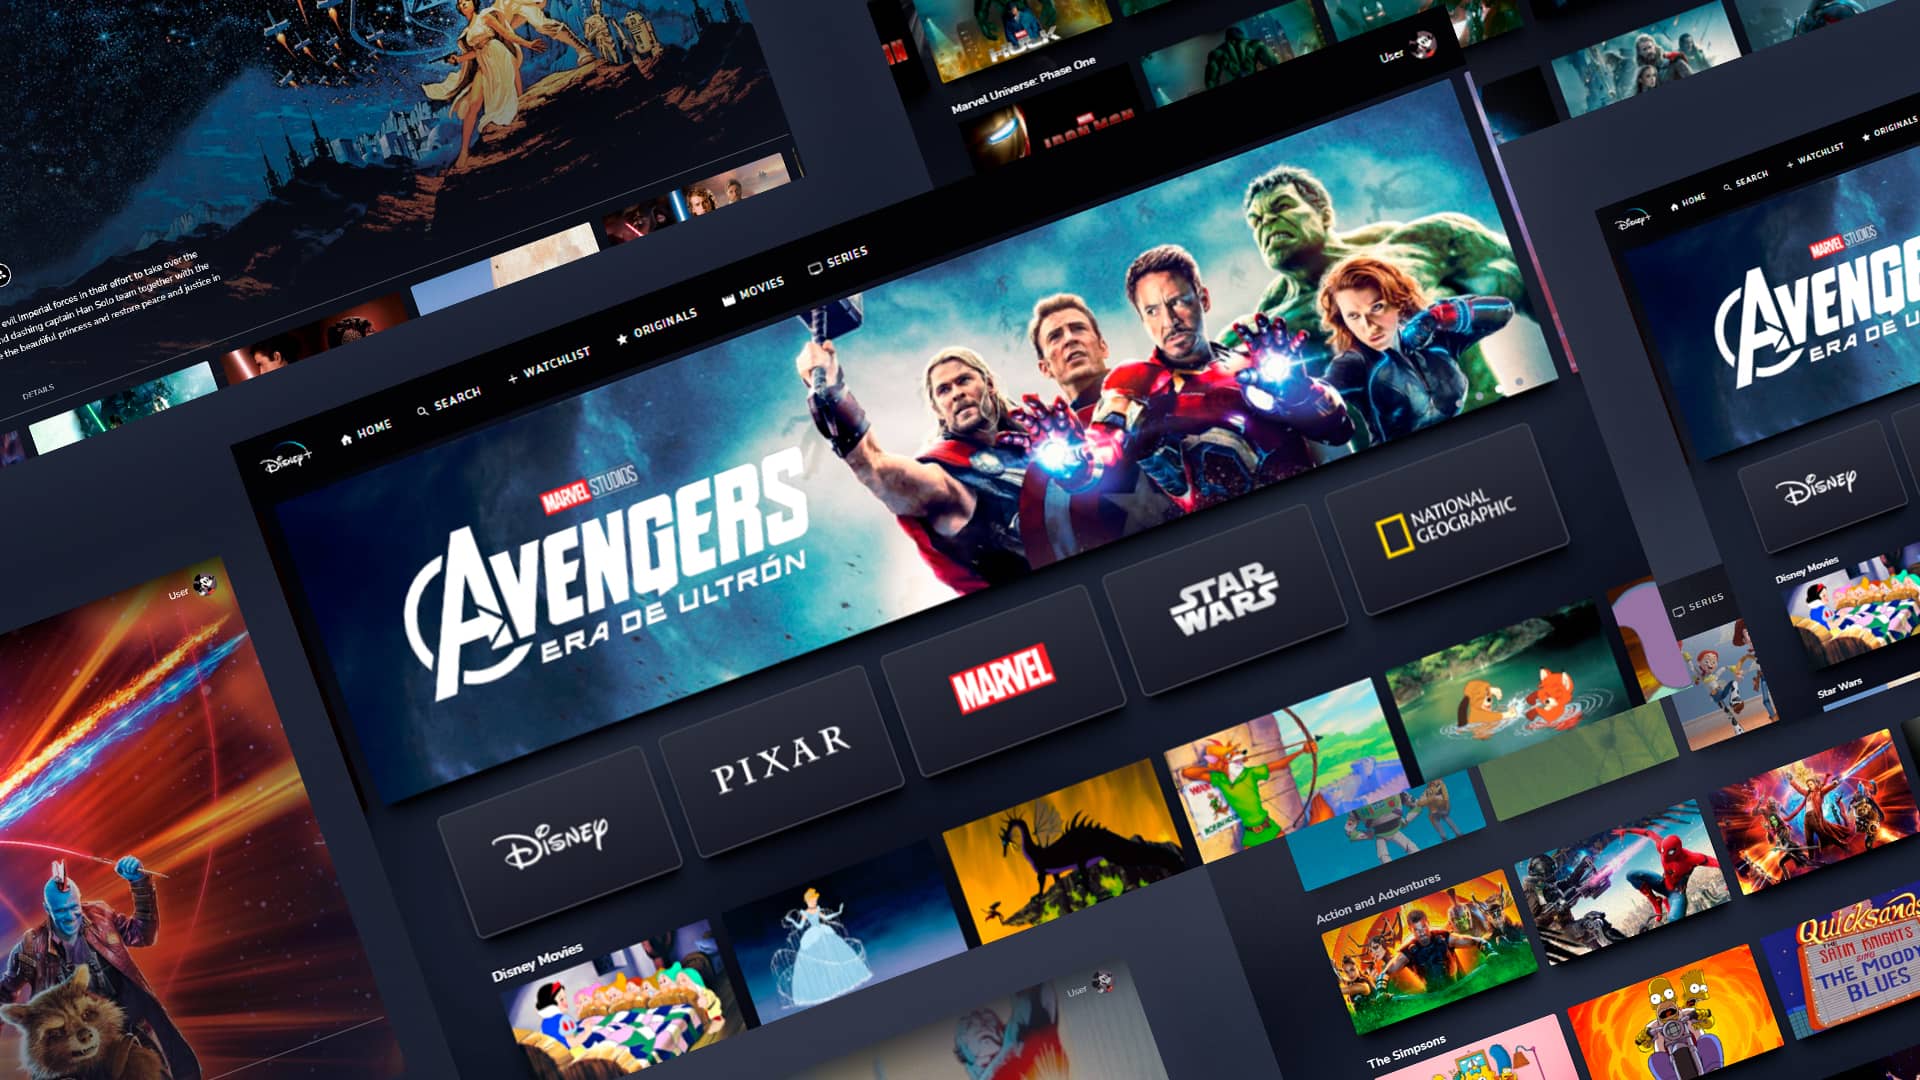 HULK
Marvel Universe: Phase One
MARVEL
IRON MAN
User
evil Imperial forces in their effort to take over the
dashing captain Han Solo team together with the
the beautiful princess and restore peace and justice in
DETAILS
Disney+
HOME
SEARCH
WATCHLIST
ORIGINALS
MOVIES
SERIES
MARVEL STUDIOS
AVENGERS
ERA DE ULTRÓN
DISNEY
PIXAR
MARVEL
STAR
WARS
NATIONAL
GEOGRAPHIC
Disney Movies
User
User
Disney+
HOME
SEARCH
WATCHLIST
ORIGINALS
MARVEL STUDIOS
AVENG
ERA DE U
DISNEY
Disney Movies
SERIES
Star Wars
Action and Adventures
Quicksands
THE
SATIN KNIGHTS
SING
THE MOODY
BLUES
The Simpsons